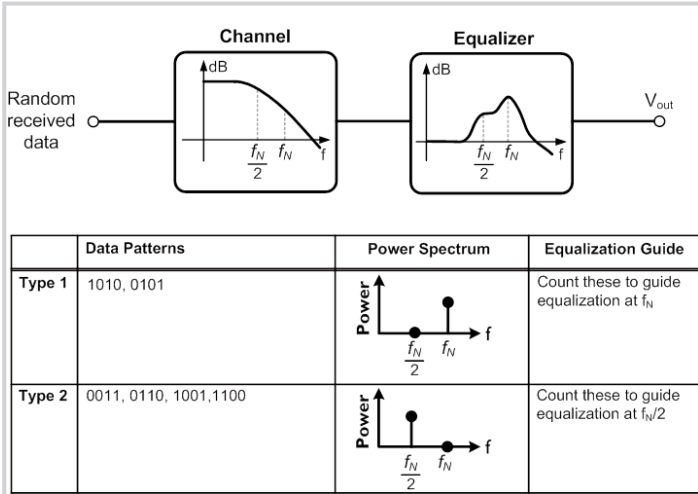 Channel
Equalizer
dB
dB
Random
received
data
V_out
f_N/2 f_N f
f_N/2 f_N f
Data Patterns Power Spectrum Equalization Guide
Type 1 1010, 0101
Power
f
f_N/2 f_N
Count these to guide
equalization at f_N
Type 2 0011, 0110, 1001,1100
Power
f
f_N/2 f_N
Count these to guide
equalization at f_N/2